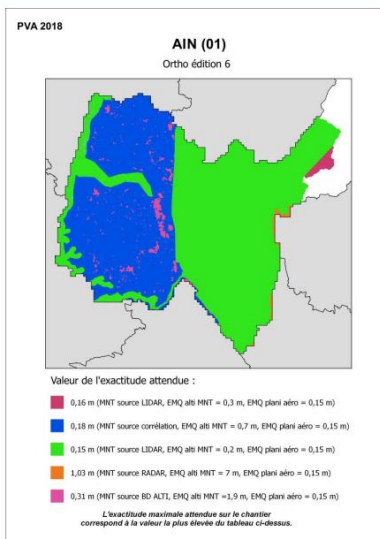 PVA 2018
AIN (01)
Ortho édition 6
Valeur de l'exactitude attendue :
0,16 m (MNT source LIDAR, EMQ alti MNT = 0,3 m, EMQ plani aéro = 0,15 m)
0,18 m (MNT source corrélation, EMQ alti MNT = 0,7 m, EMQ plani aéro = 0,15 m)
0,15 m (MNT source LIDAR, EMQ alti MNT = 0,2 m, EMQ plani aéro = 0,15 m)
1,03 m (MNT source RADAR, EMQ alti MNT = 7 m, EMQ plani aéro = 0,15 m)
0,31 m (MNT source BD ALTI, EMQ alti MNT =1,9 m, EMQ plani aéro = 0,15 m)
L'exactitude maximale attendue sur le chantier
correspond à la valeur la plus élevée du tableau ci-dessus.